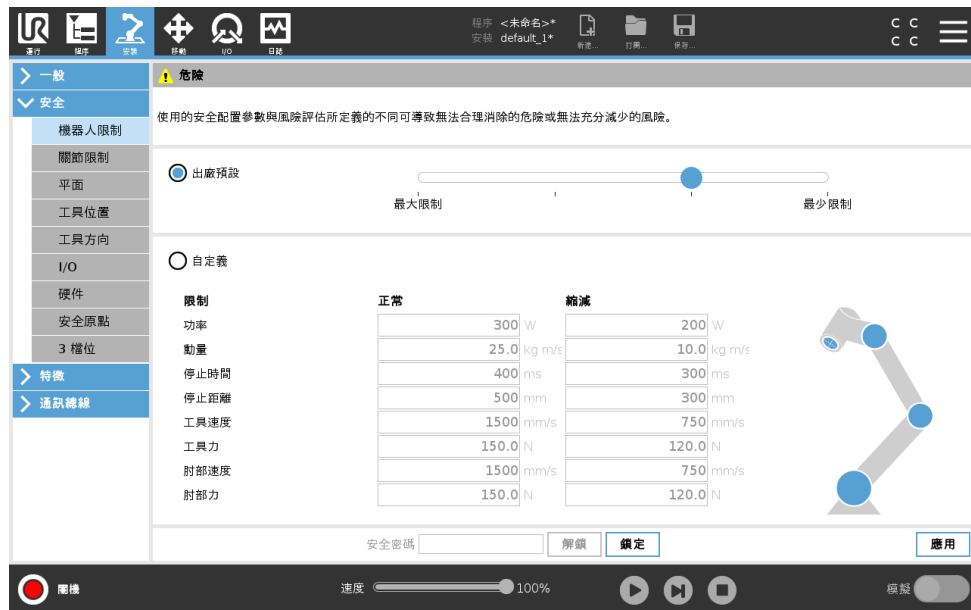 程序 <未命名>*
安裝 default_1*
UR
運行 程序 安裝 移動 I/O 日誌 新建... 打開... 保存...
C C
C C
一般
安全
機器人限制
關節限制
平面
工具位置
工具方向
I/O
硬件
安全原點
3 檔位
特徵
通訊總線
危險
使用的安全配置參數與風險評估所定義的不同可導致無法合理消除的危險或無法充分減少的風險。
出廠預設
最大限制 最少限制
自定義
限制 正常 縮減
功率 300 W 200 W
動量 25.0 kg m/s 10.0 kg m/s
停止時間 400 ms 300 ms
停止距離 500 mm 300 mm
工具速度 1500 mm/s 750 mm/s
工具力 150.0 N 120.0 N
肘部速度 1500 mm/s 750 mm/s
肘部力 150.0 N 120.0 N
安全密碼 解鎖 鎖定 應用
關機 速度 100% 模擬